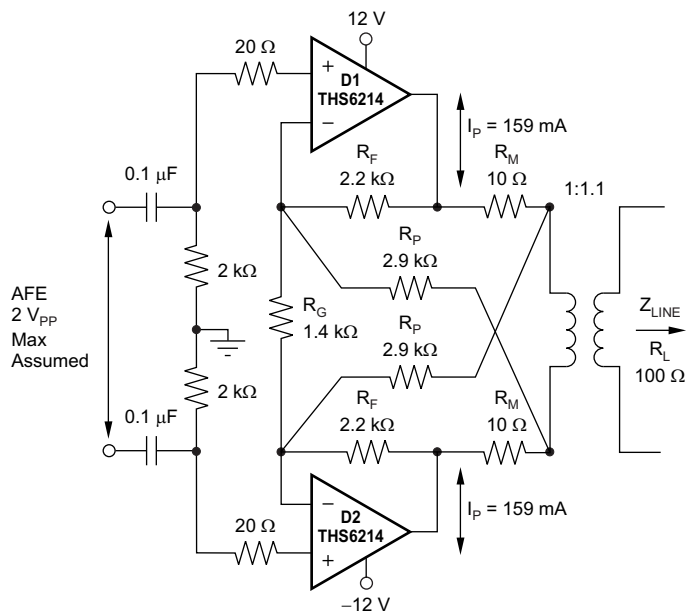 12 V
20 Ω
+
D1
THS6214
−
I_P = 159 mA
R_F
2.2 kΩ
R_M
10 Ω
1:1.1
0.1 μF
2 kΩ
R_P
2.9 kΩ
AFE
2 V_PP
Max
Assumed
R_G
1.4 kΩ
R_P
2.9 kΩ
Z_LINE
R_L
100 Ω
2 kΩ
0.1 μF
R_F
2.2 kΩ
R_M
10 Ω
−
D2
THS6214
+
I_P = 159 mA
20 Ω
−12 V